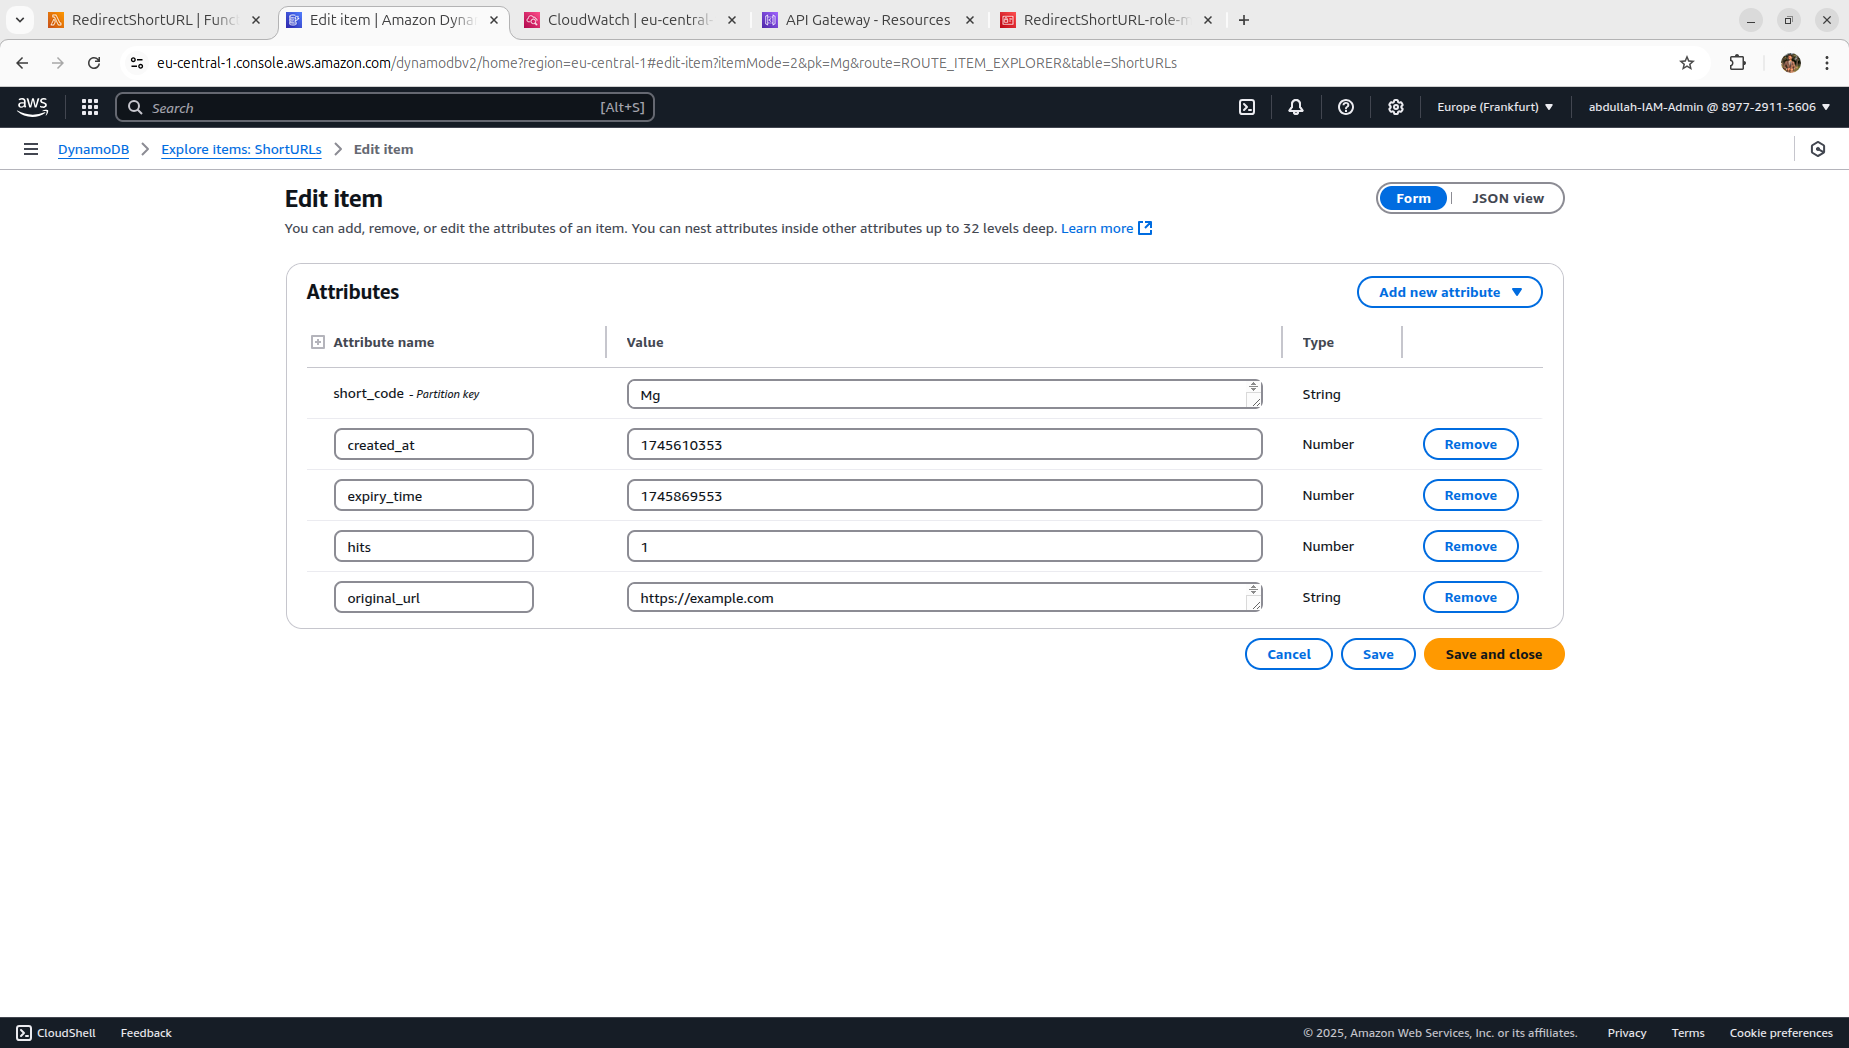 RedirectShortURL | Func
Edit item | Amazon Dyna
CloudWatch | eu-central-
API Gateway - Resources
RedirectShortURL-role-m
eu-central-1.console.aws.amazon.com/dynamodbv2/home?region=eu-central-1#edit-item?itemMode=2&pk=Mg&route=ROUTE_ITEM_EXPLORER&table=ShortURLs
aws
Search [Alt+S]
Europe (Frankfurt)
abdullah-IAM-Admin @ 8977-2911-5606
DynamoDB
Explore items: ShortURLs
Edit item
Edit item
Form
JSON view
You can add, remove, or edit the attributes of an item. You can nest attributes inside other attributes up to 32 levels deep. Learn more
Attributes
Add new attribute
Attribute name Value Type
short_code - Partition key Mg String
created_at 1745610353 Number Remove
expiry_time 1745869553 Number Remove
hits 1 Number Remove
original_url https://example.com String Remove
Cancel Save Save and close
CloudShell Feedback © 2025, Amazon Web Services, Inc. or its affiliates. Privacy Terms Cookie preferences